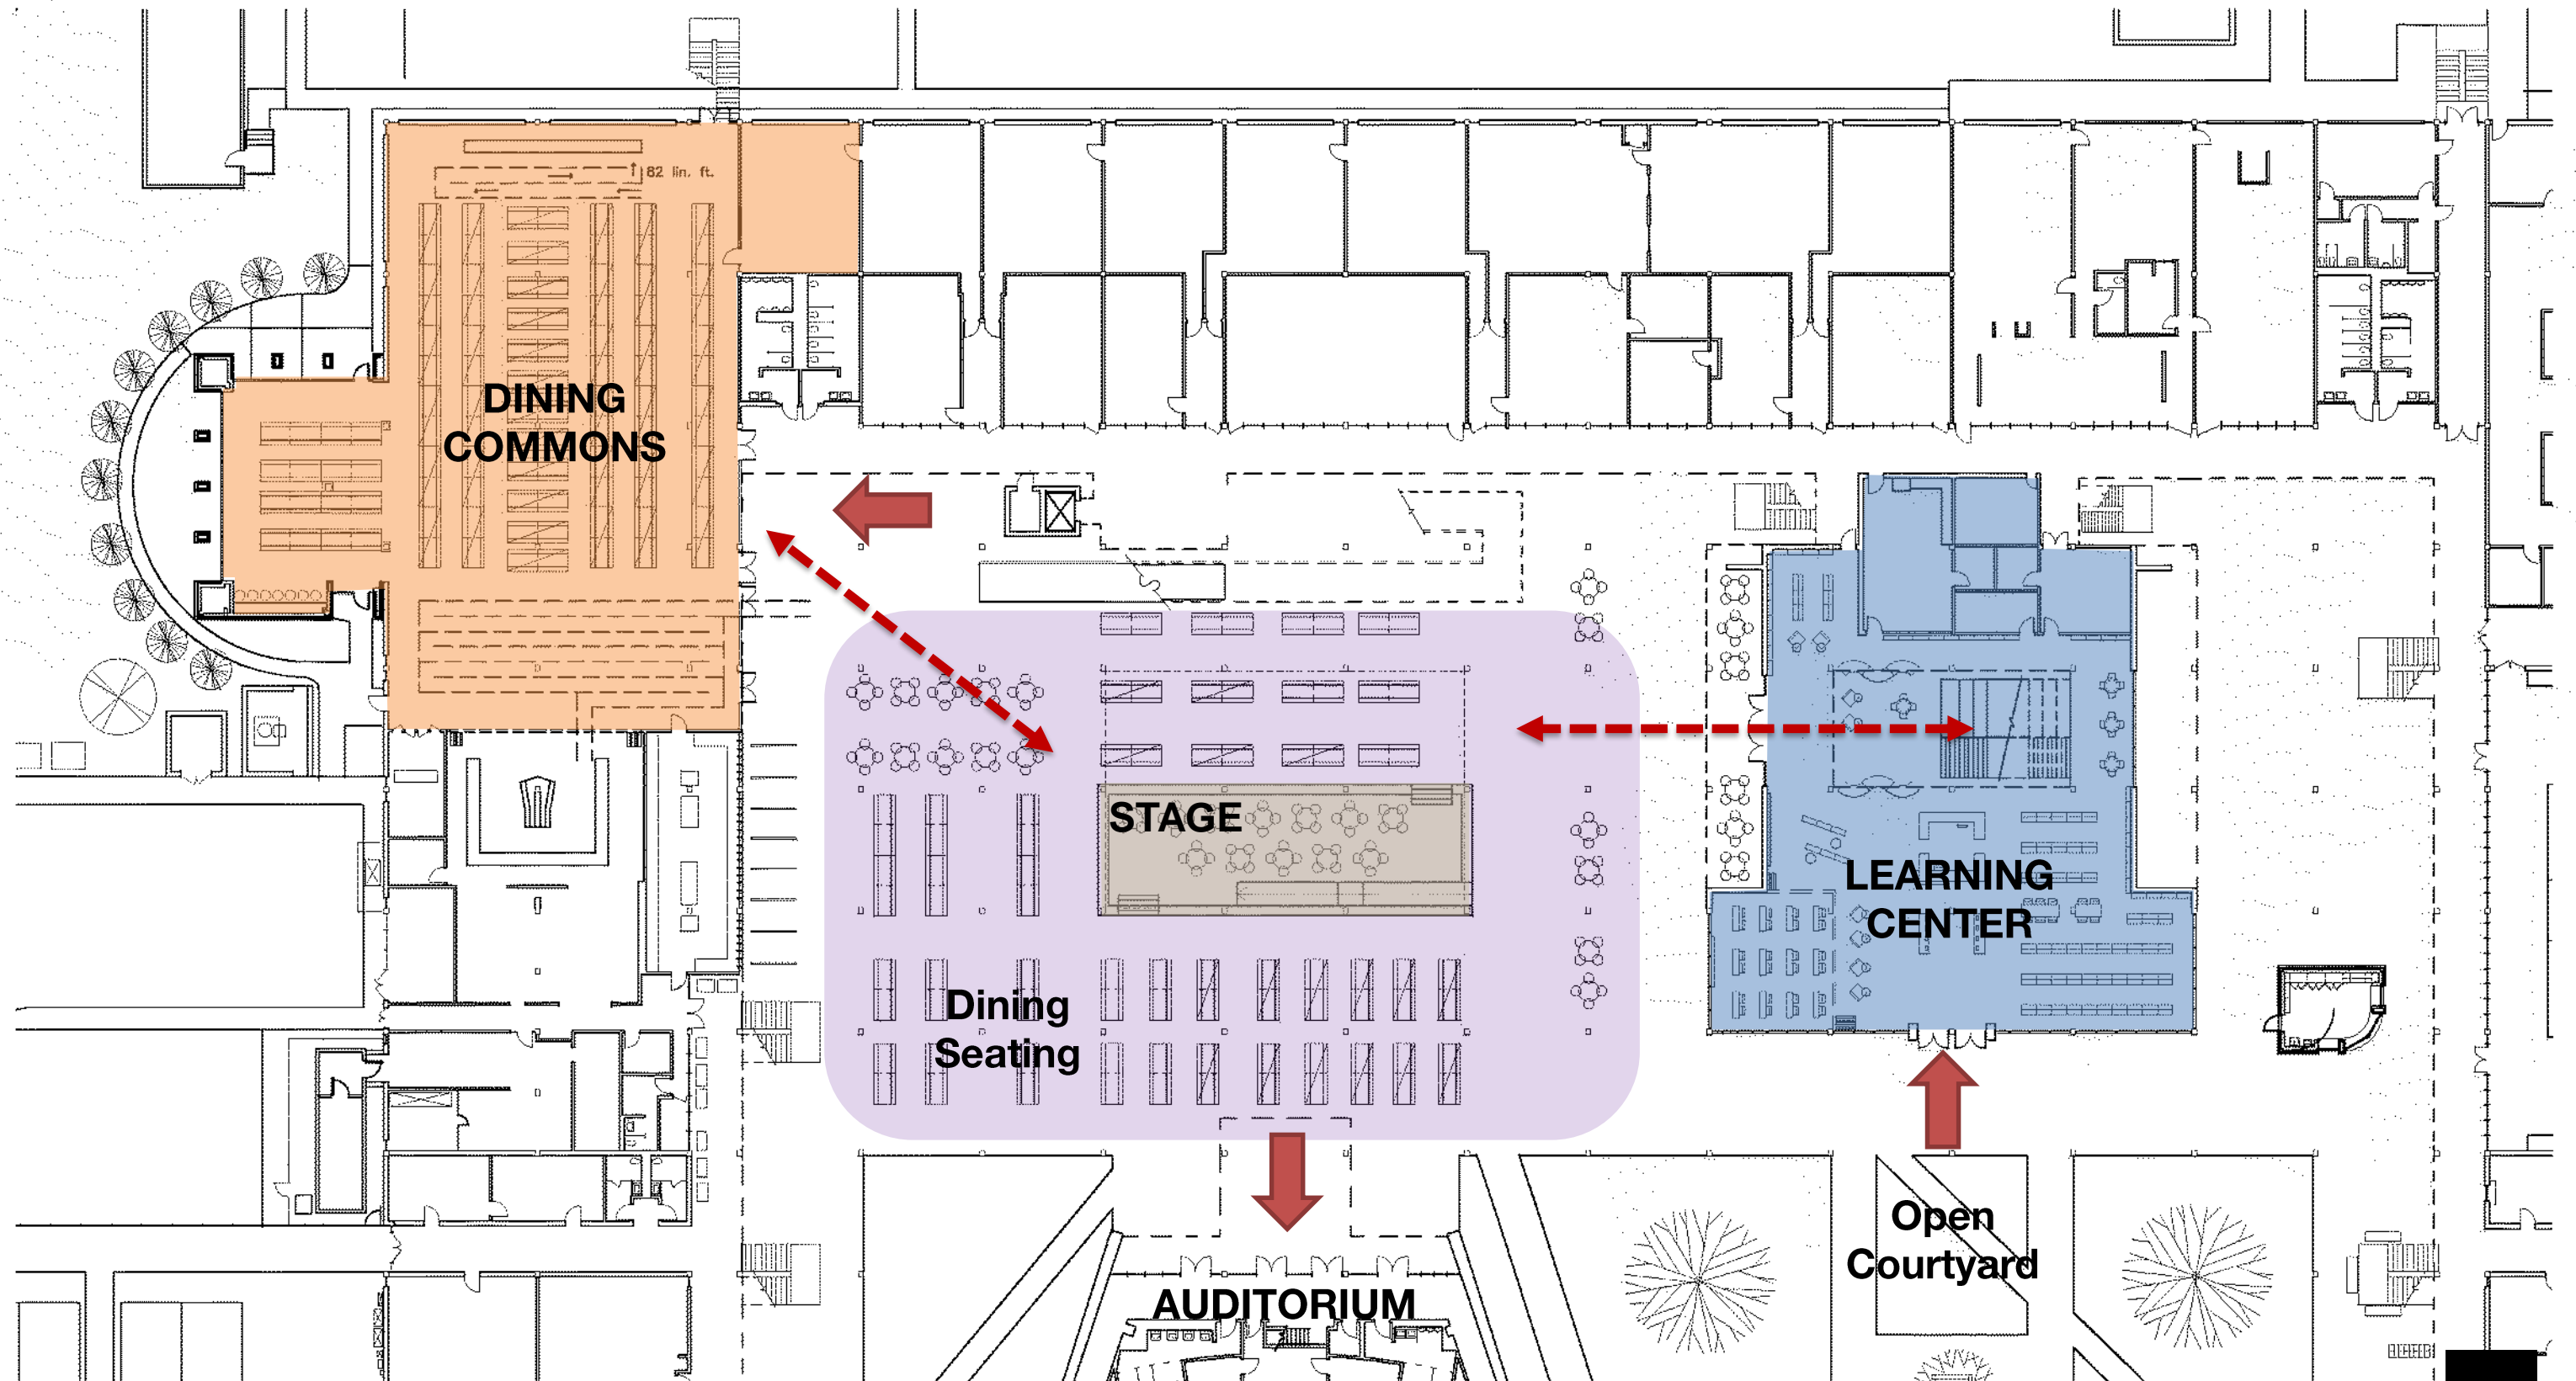 82 lin. ft.
DINING
COMMONS
STAGE
LEARNING
CENTER
Dining
Seating
Open
Courtyard
AUDITORIUM